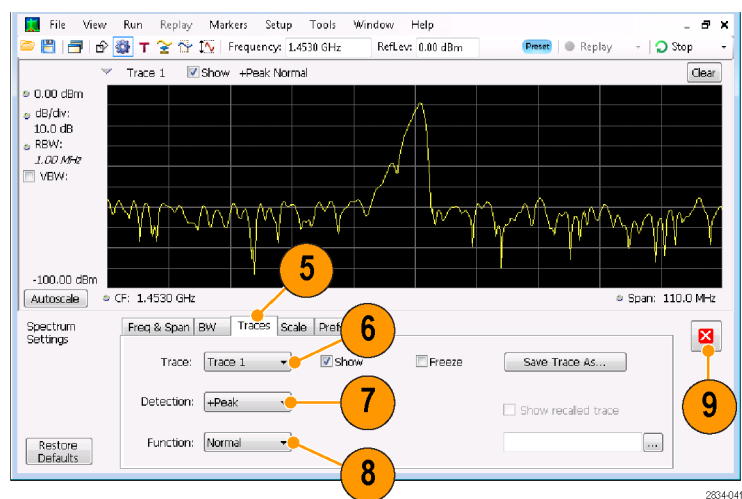 File View Run Replay Markers Setup Tools Window Help
T Frequency: 1.4530 GHz RefLev: 0.00 dBm Preset Replay Stop
Trace 1 Show +Peak Normal Clear
0.00 dBm
dB/div:
10.0 dB
RBW:
1.00 MHz
VBW:
-100.00 dBm
Autoscale CF: 1.4530 GHz Span: 110.0 MHz
5
Spectrum
Settings
Freq & Span BW Traces Scale Pref
6
Trace: Trace 1 Show Freeze Save Trace As...
Detection: +Peak
7
Show recalled trace
9
Function: Normal ...
8
Restore
Defaults
2834-041